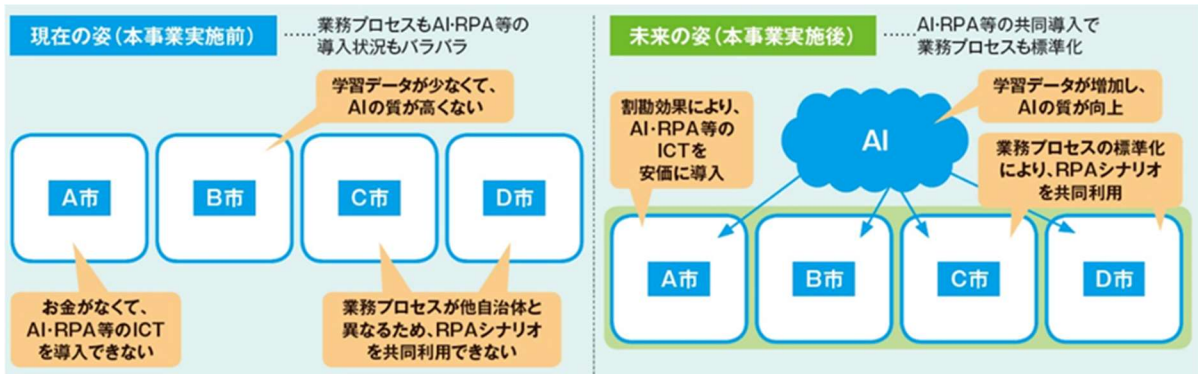 現在の姿（本事業実施前）
……業務プロセスもAI・RPA等の
導入状況もバラバラ
学習データが少なくて、
AIの質が高くない
A市
B市
C市
D市
お金がなくて、
AI・RPA等のICT
を導入できない
業務プロセスが他自治体と
異なるため、RPAシナリオ
を共同利用できない
未来の姿（本事業実施後）
……AI・RPA等の共同導入で
業務プロセスも標準化
割勘効果により、
AI・RPA等の
ICTを
安価に導入
AI
学習データが増加し、
AIの質が向上
業務プロセスの標準化
により、RPAシナリオ
を共同利用
A市
B市
C市
D市